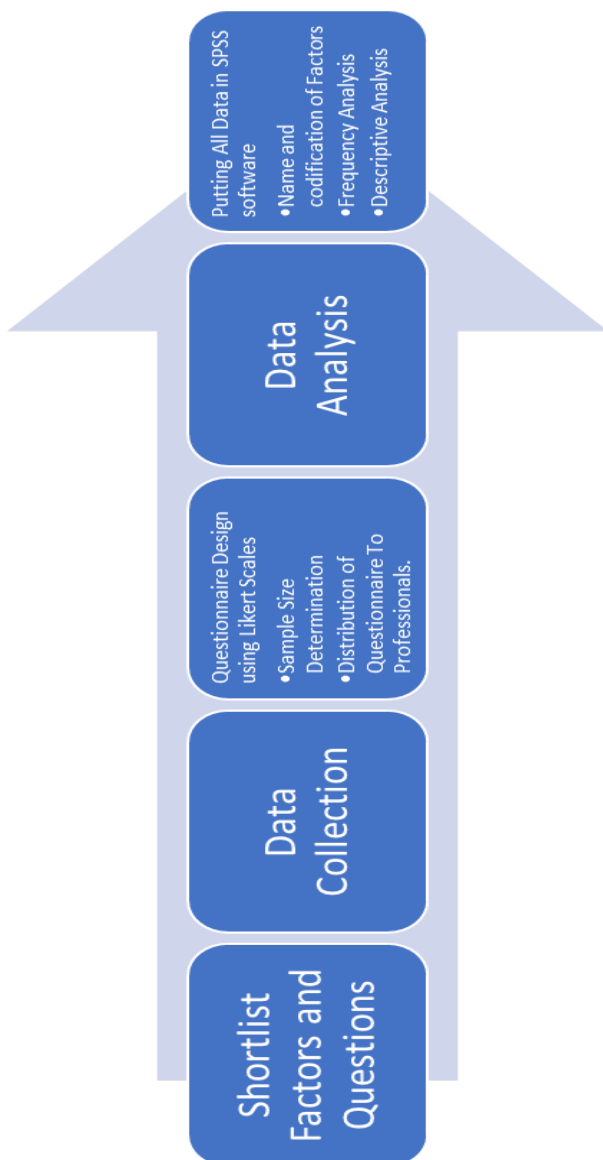 Shortlist
Factors and
Questions
Data
Collection
Questionnaire Design
using Likert Scales
•Sample Size
Determination
•Distribution of
Questionnaire To
Professionals.
Data
Analysis
Putting All Data in SPSS
software
•Name and
codification of Factors
•Frequency Analysis
•Descriptive Analysis